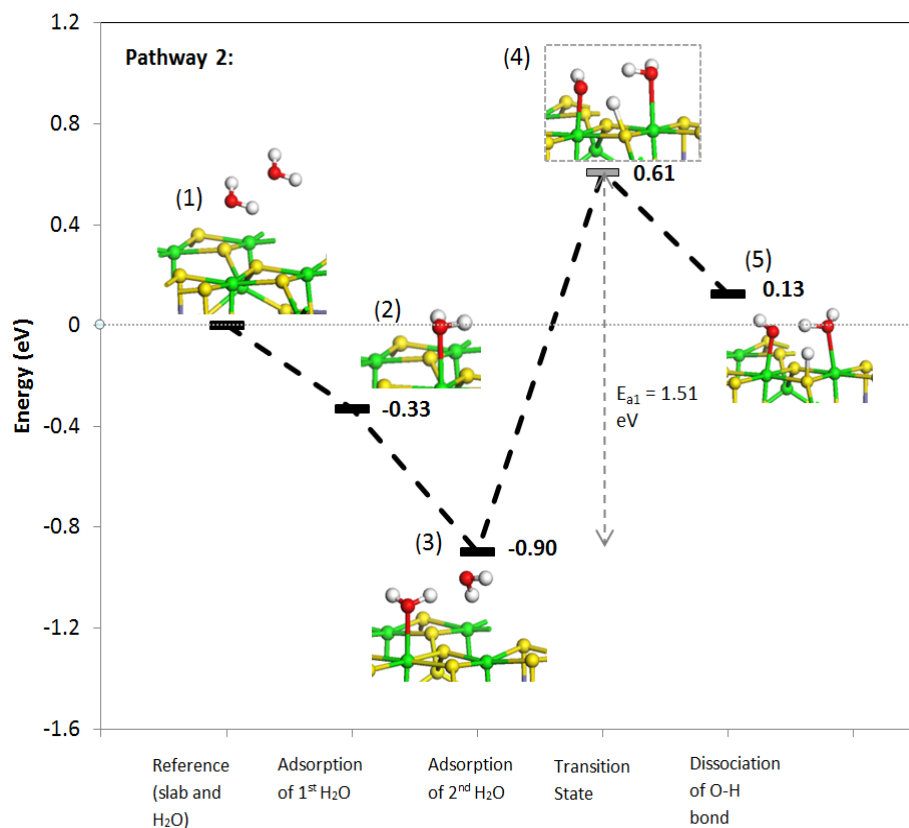 Pathway 2:
Energy (eV)
1.2
0.8
0.4
0
-0.4
-0.8
-1.2
-1.6
(1)
(2)
-0.33
(3)
-0.90
(4)
0.61
(5)
0.13
Ea1 = 1.51
eV
Reference
(slab and
H2O)
Adsorption
of 1st H2O
Adsorption
of 2nd H2O
Transition
State
Dissociation
of O-H
bond